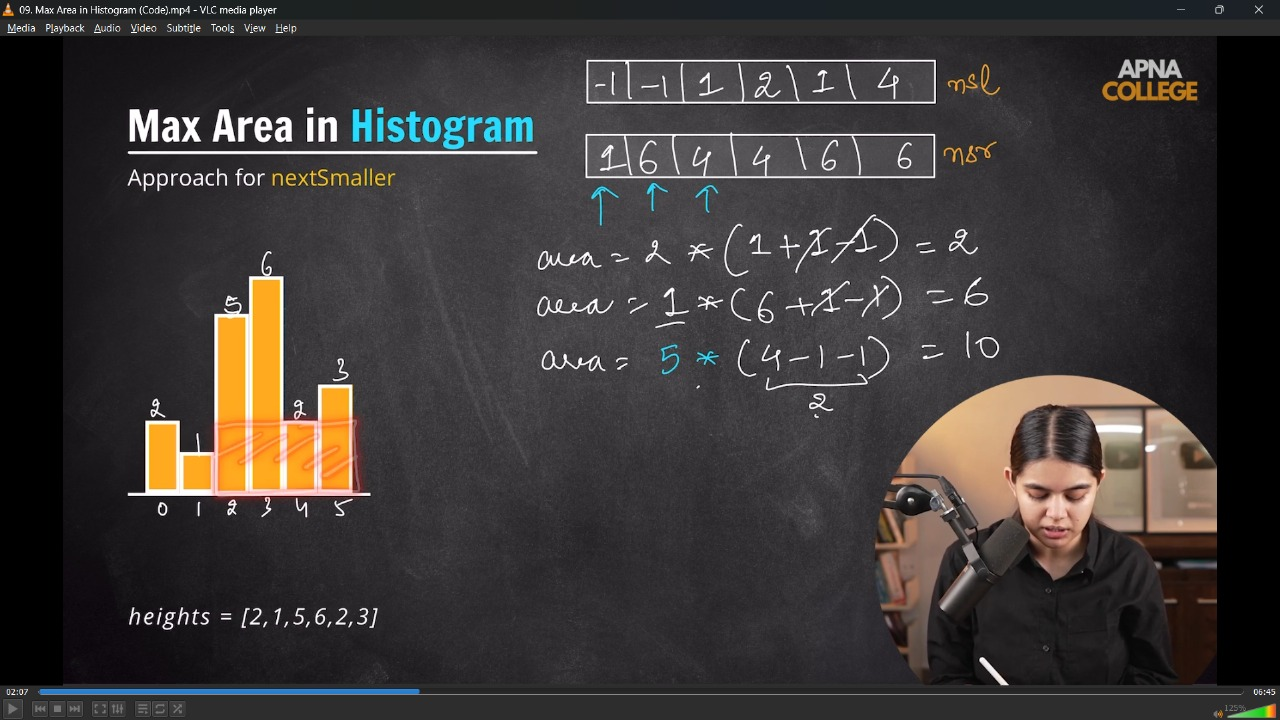 09. Max Area in Histogram (Code).mp4 - VLC media player
Media Playback Audio Video Subtitle Tools View Help
-1 | -1 | 1 | 2 | 1 | 4 nsl
APNA
COLLEGE
Max Area in Histogram
1 | 6 | 4 | 4 | 6 | 6 nsr
Approach for nextSmaller
area = 2 * (1+1-1) = 2
area = 1 * (6+1-1) = 6
area = 5 * (4-1-1) = 10
2
6
5
3
2
2
1
0 1 2 3 4 5
heights = [2,1,5,6,2,3]
02:07
06:45
125%